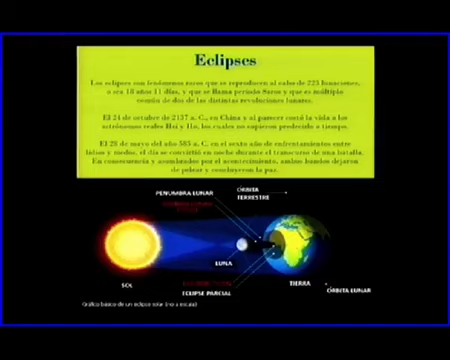 Eclipses
Los eclipses son fenómenos raros que se reproducen al cabo de 223 lunaciones,
o sea 18 años 11 días, y que se llama período Saros y que es múltiplo
común de dos de las distintas revoluciones lunares.
El 24 de octubre de 2137 a. C., en China y al parecer costó la vida a los
astrónomos reales Hsi y Ho, los cuales no supieron predecirlo a tiempo.
El 28 de mayo del año 585 a. C. en el sexto año de enfrentamientos entre
lidios y medos, el día se convirtió en noche durante el transcurso de una batalla.
En consecuencia y asombrados por el acontecimiento, ambos bandos dejaron
de pelear y concluyeron la paz.
PENUMBRA LUNAR
ÓRBITA
TERRESTRE
LUNA
ECLIPSE PARCIAL
SOL
TIERRA
ÓRBITA LUNAR
Gráfico básico de un eclipse solar (no a escala)